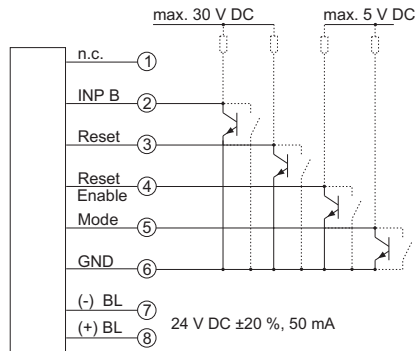 max. 30 V DC
max. 5 V DC
n.c. 1
INP B 2
Reset 3
Reset
Enable 4
Mode 5
GND 6
(-) BL 7
(+) BL 8
24 V DC ±20 %, 50 mA